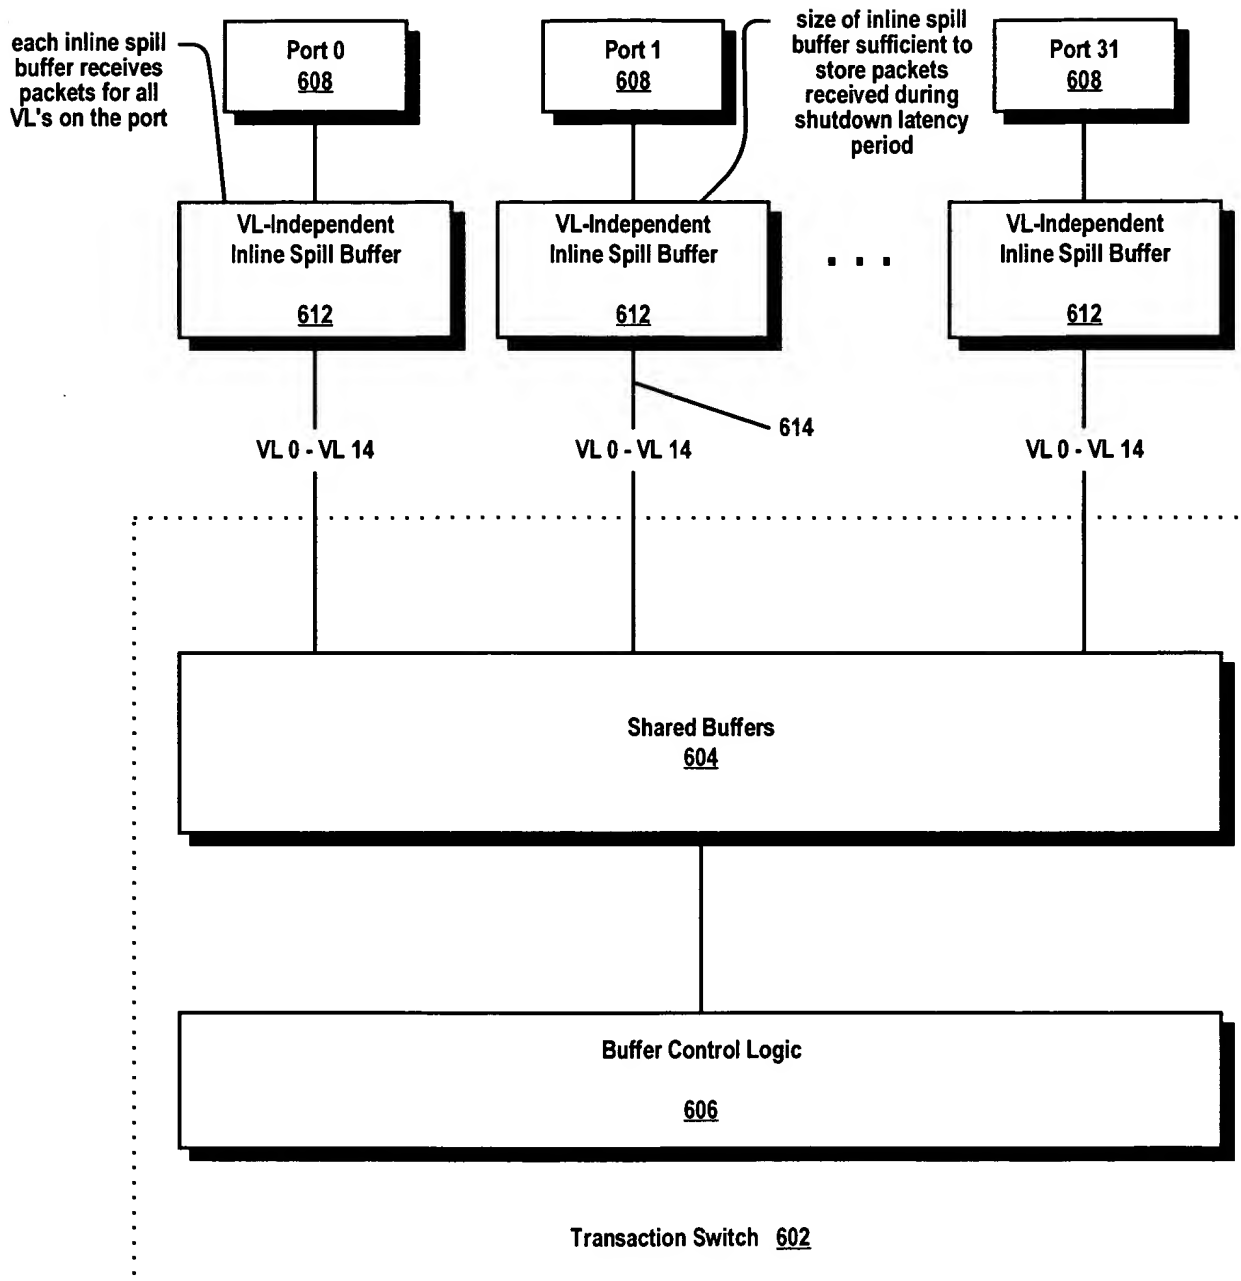 each inline spill
buffer receives
packets for all
VL's on the port
Port 0
608
Port 1
608
size of inline spill
buffer sufficient to
store packets
received during
shutdown latency
period
Port 31
608
VL-Independent
Inline Spill Buffer
612
VL-Independent
Inline Spill Buffer
612
. . .
VL-Independent
Inline Spill Buffer
612
614
VL 0 - VL 14
VL 0 - VL 14
VL 0 - VL 14
Shared Buffers
604
Buffer Control Logic
606
Transaction Switch 602